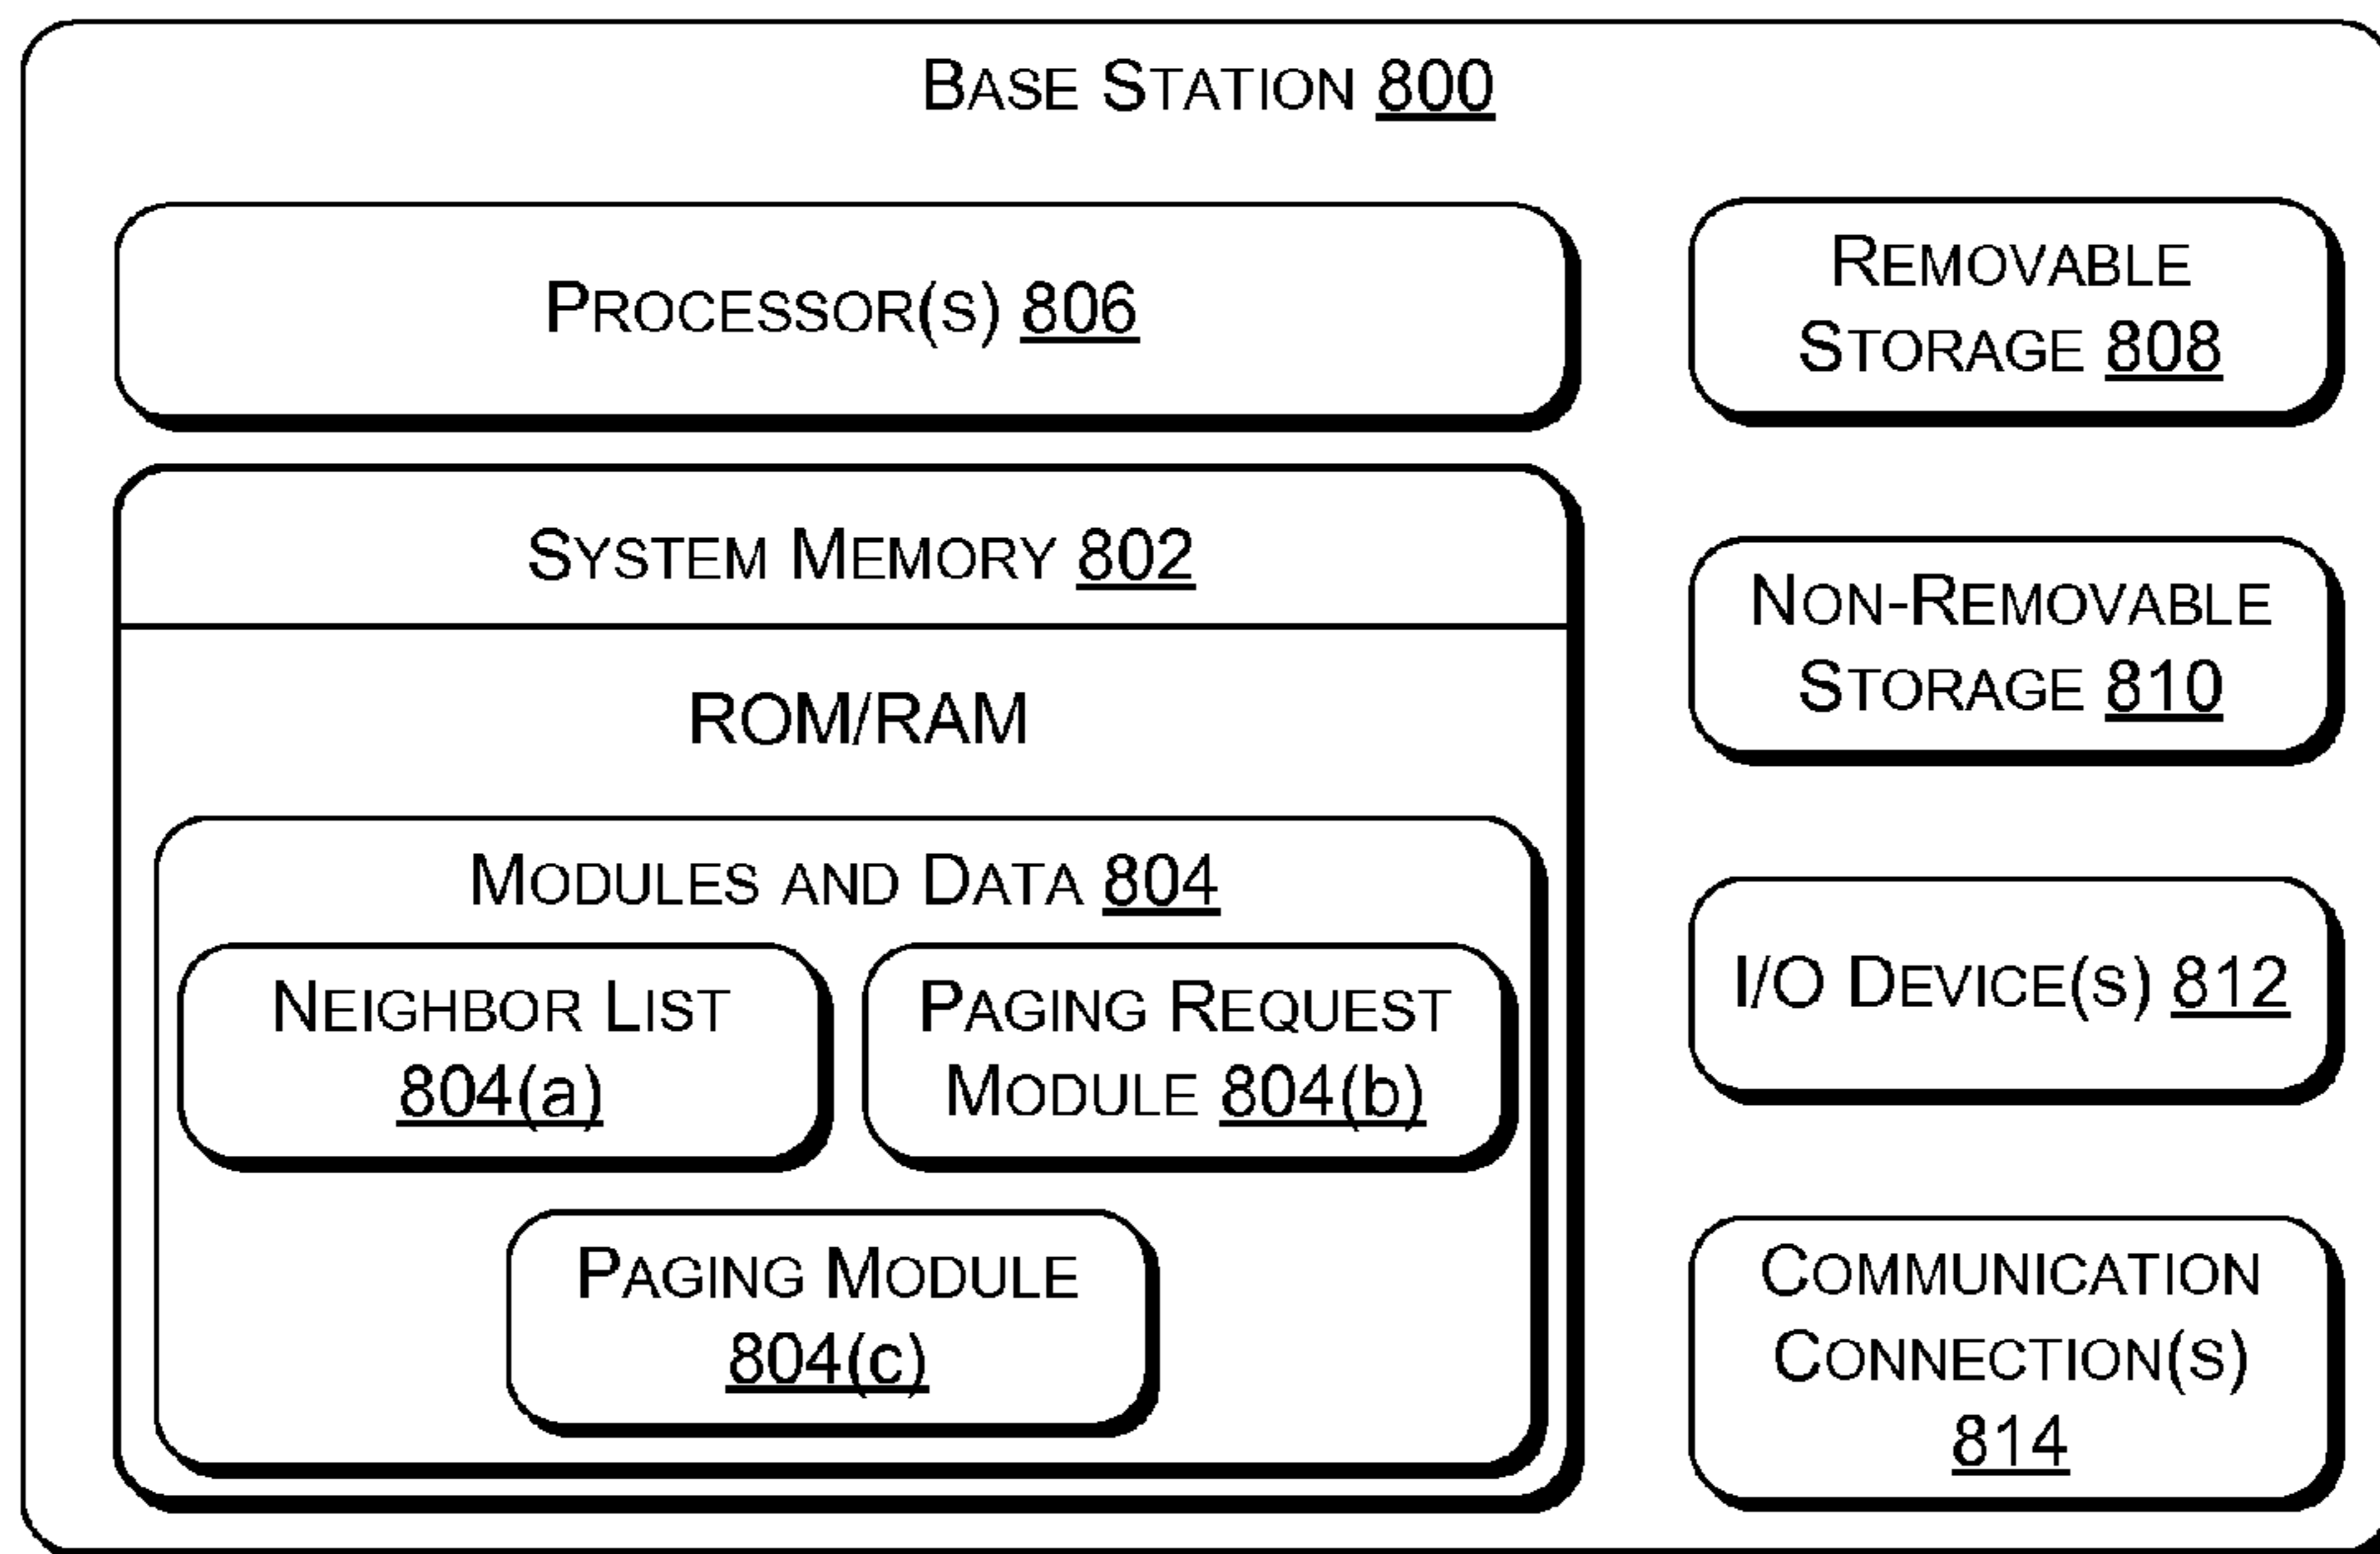 BASE STATION 800
PROCESSOR(S) 806
SYSTEM MEMORY 802
ROM/RAM
MODULES AND DATA 804
NEIGHBOR LIST
804(a)
PAGING REQUEST
MODULE 804(b)
PAGING MODULE
804(c)
REMOVABLE
STORAGE 808
NON-REMOVABLE
STORAGE 810
I/O DEVICE(S) 812
COMMUNICATION
CONNECTION(S)
814